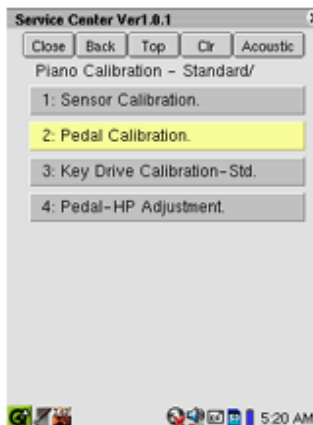 Service Center Ver1.0.1
Close Back Top Clr Acoustic
Piano Calibration - Standard/
1: Sensor Calibration.
2: Pedal Calibration.
3: Key Drive Calibration-Std.
4: Pedal-HP Adjustment.
5:20 AM